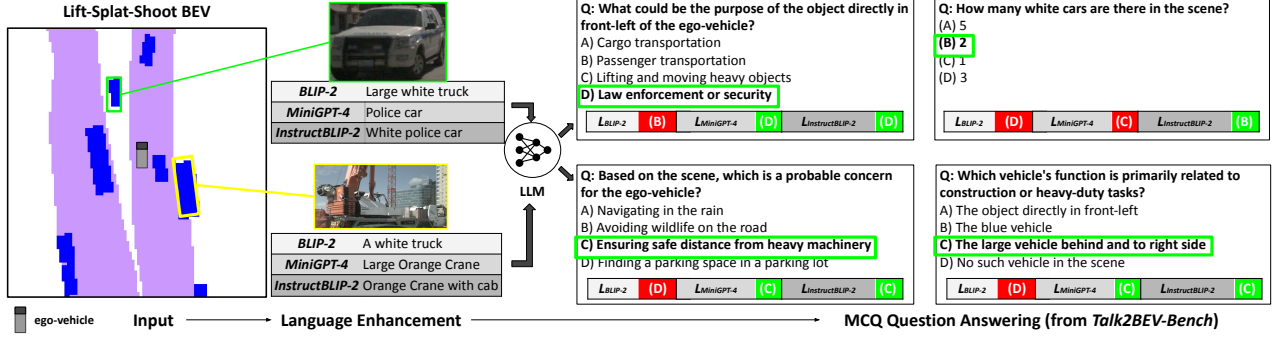 Lift-Splat-Shoot BEV
BLIP-2 Large white truck
MiniGPT-4 Police car
InstructBLIP-2 White police car
BLIP-2 A white truck
MiniGPT-4 Large Orange Crane
InstructBLIP-2 Orange Crane with cab
LLM
Q: What could be the purpose of the object directly in
front-left of the ego-vehicle?
A) Cargo transportation
B) Passenger transportation
C) Lifting and moving heavy objects
D) Law enforcement or security
LBLIP-2 (B) LMiniGPT-4 (D) LInstructBLIP-2 (D)
Q: How many white cars are there in the scene?
(A) 5
(B) 2
(C) 1
(D) 3
LBLIP-2 (D) LMiniGPT-4 (C) LInstructBLIP-2 (B)
Q: Based on the scene, which is a probable concern
for the ego-vehicle?
A) Navigating in the rain
B) Avoiding wildlife on the road
C) Ensuring safe distance from heavy machinery
D) Finding a parking space in a parking lot
LBLIP-2 (D) LMiniGPT-4 (C) LInstructBLIP-2 (C)
Q: Which vehicle's function is primarily related to
construction or heavy-duty tasks?
A) The object directly in front-left
B) The blue vehicle
C) The large vehicle behind and to right side
D) No such vehicle in the scene
LBLIP-2 (D) LMiniGPT-4 (C) LInstructBLIP-2 (C)
ego-vehicle
Input
Language Enhancement
MCQ Question Answering (from Talk2BEV-Bench)